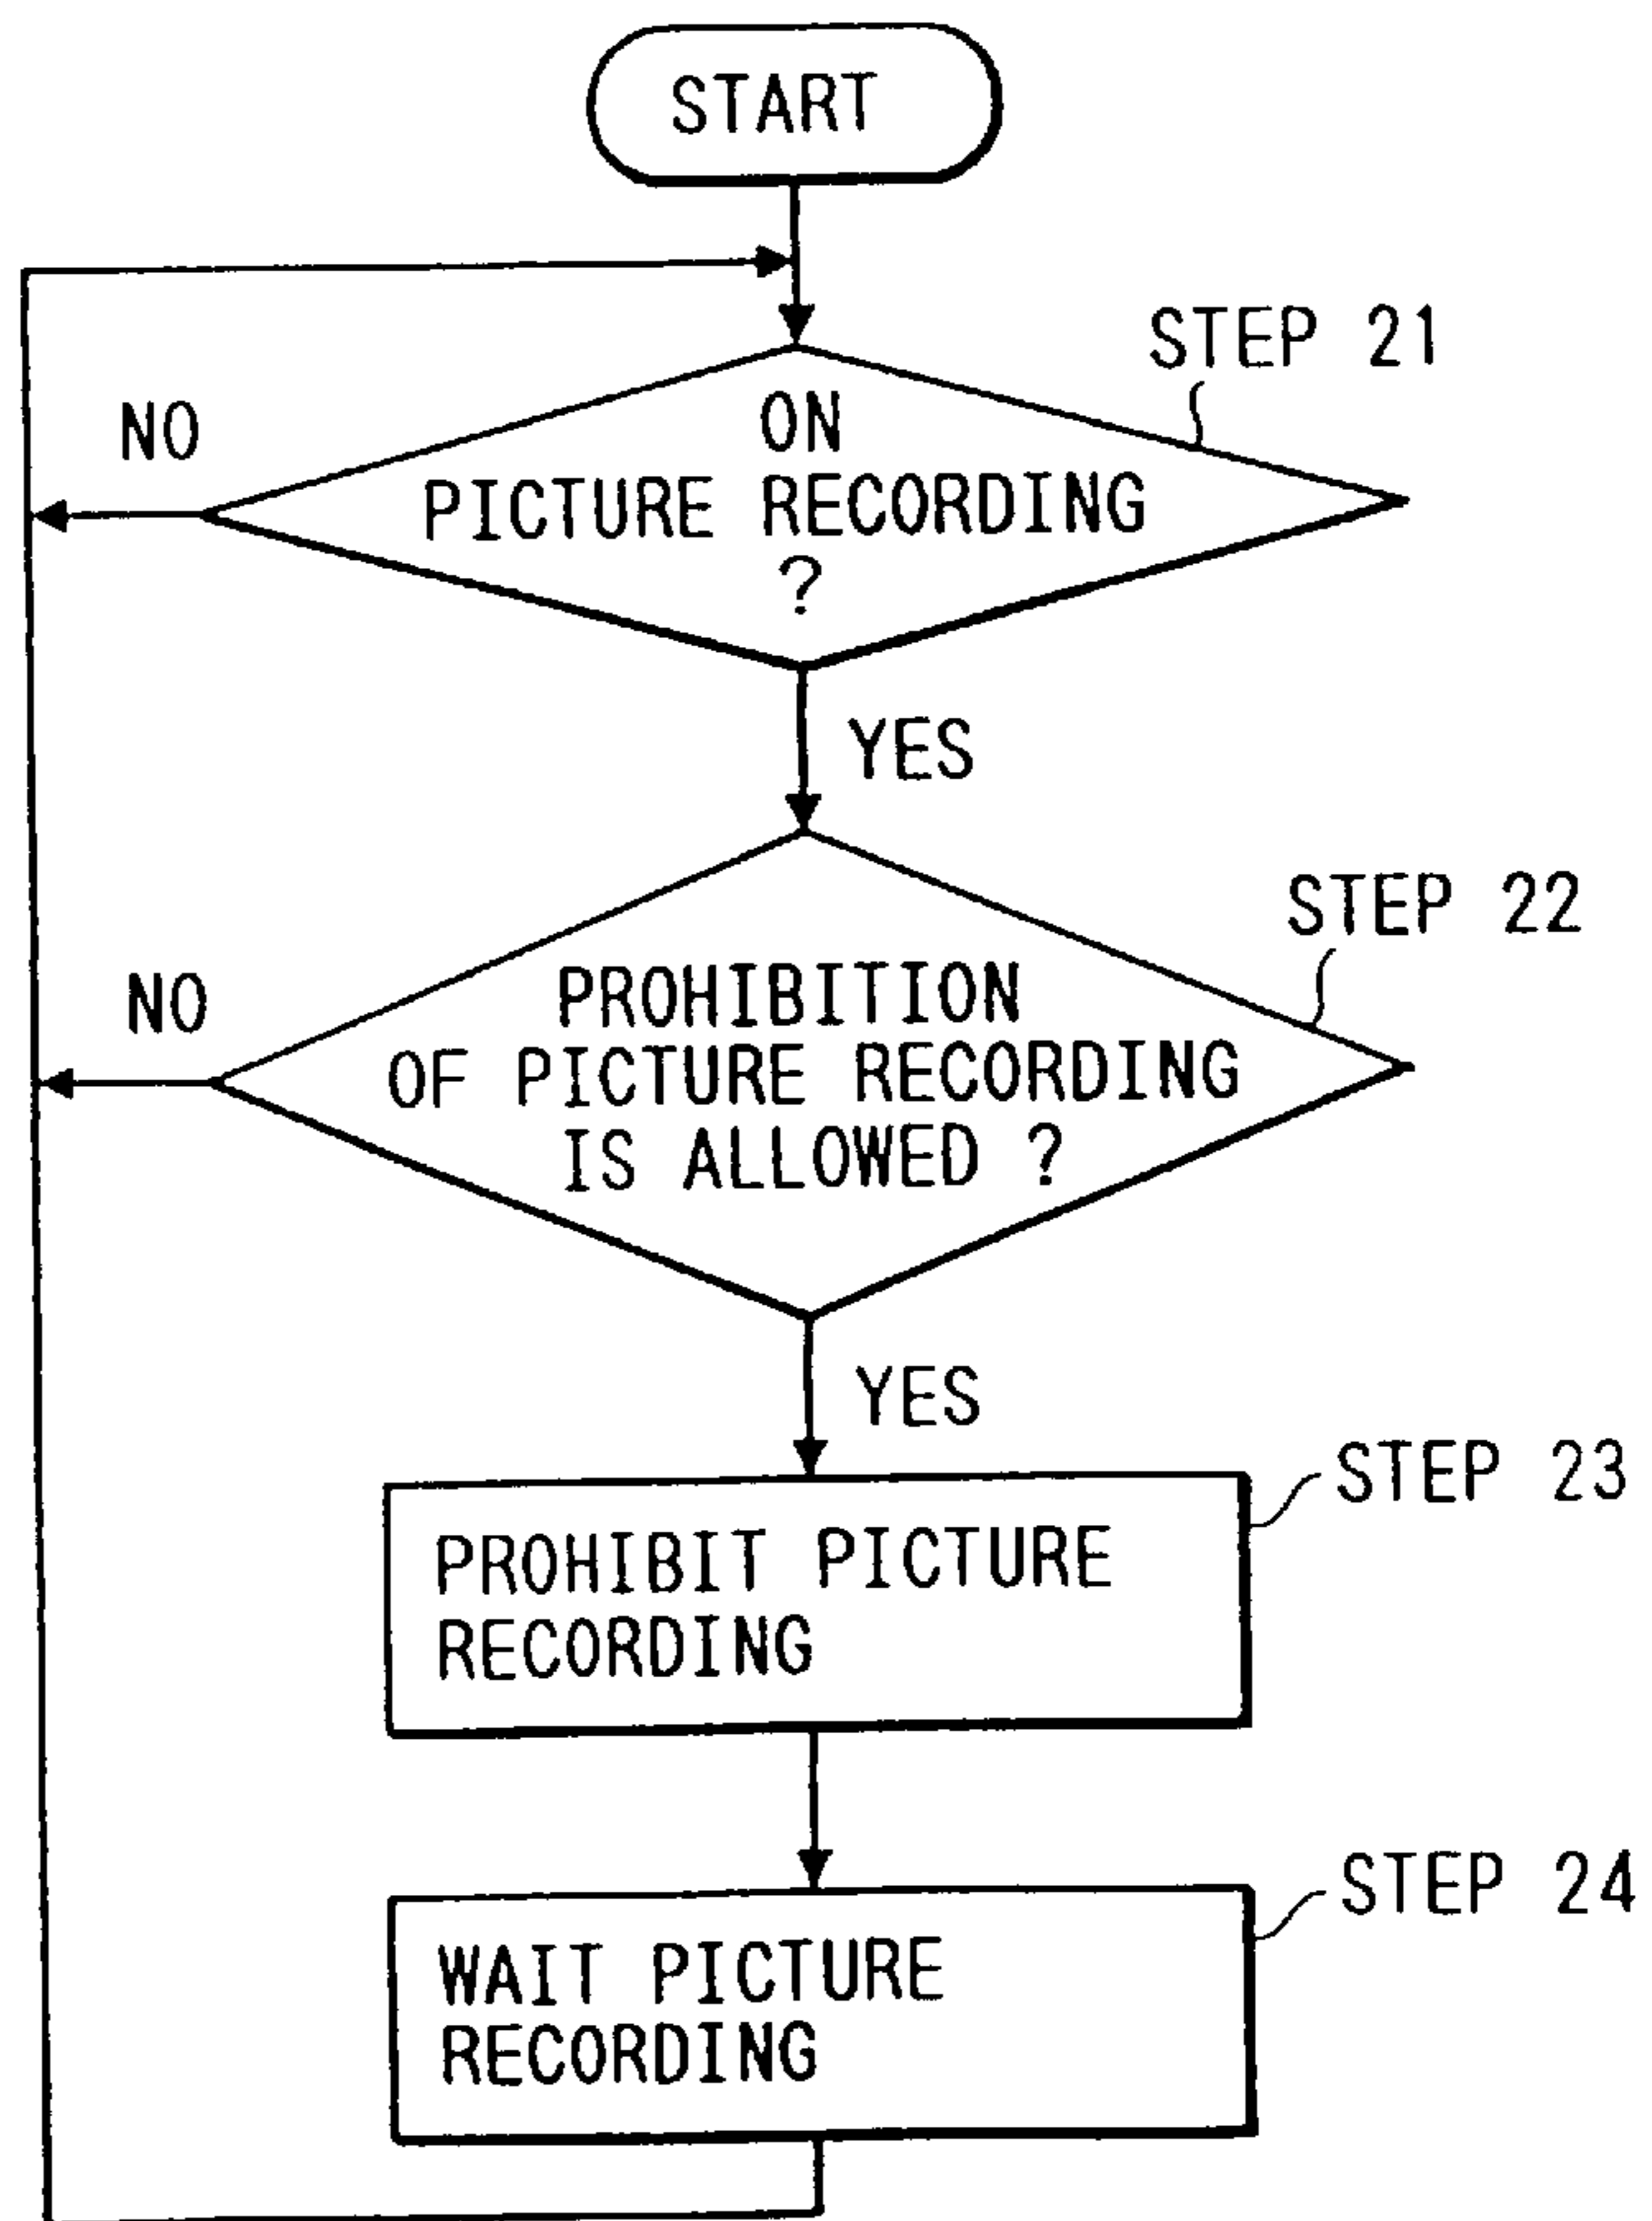 START
STEP 21
NO
ON
PICTURE RECORDING
?
YES
STEP 22
NO
PROHIBITION
OF PICTURE RECORDING
IS ALLOWED ?
YES
STEP 23
PROHIBIT PICTURE
RECORDING
STEP 24
WAIT PICTURE
RECORDING